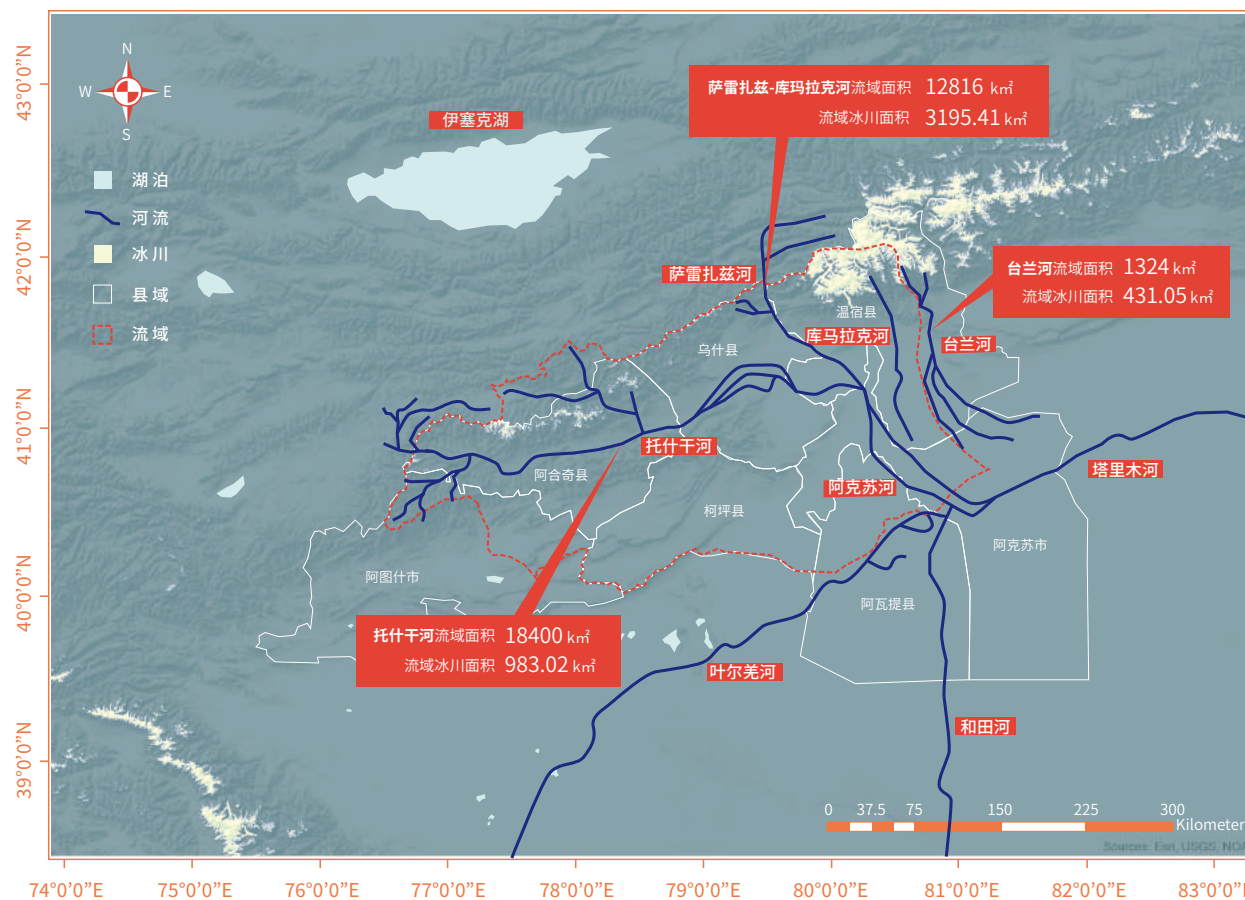 43°0'0"N
42°0'0"N
41°0'0"N
40°0'0"N
39°0'0"N
N
W
E
S
湖泊
河流
冰川
县域
流域
伊塞克湖
萨雷扎兹-库玛拉克河流域面积 12816 km²
流域冰川面积 3195.41 km²
台兰河流域面积 1324 km²
流域冰川面积 431.05 km²
萨雷扎兹河
温宿县
库马拉克河
台兰河
乌什县
托什干河
阿合奇县
塔里木河
阿克苏河
柯坪县
阿克苏市
阿图什市
阿瓦提县
托什干河流域面积 18400 km²
流域冰川面积 983.02 km²
叶尔羌河
和田河
0 37.5 75 150 225 300
Kilometer
Sources: Esri, USGS, NOA
74°0'0"E
75°0'0"E
76°0'0"E
77°0'0"E
78°0'0"E
79°0'0"E
80°0'0"E
81°0'0"E
82°0'0"E
83°0'0"E